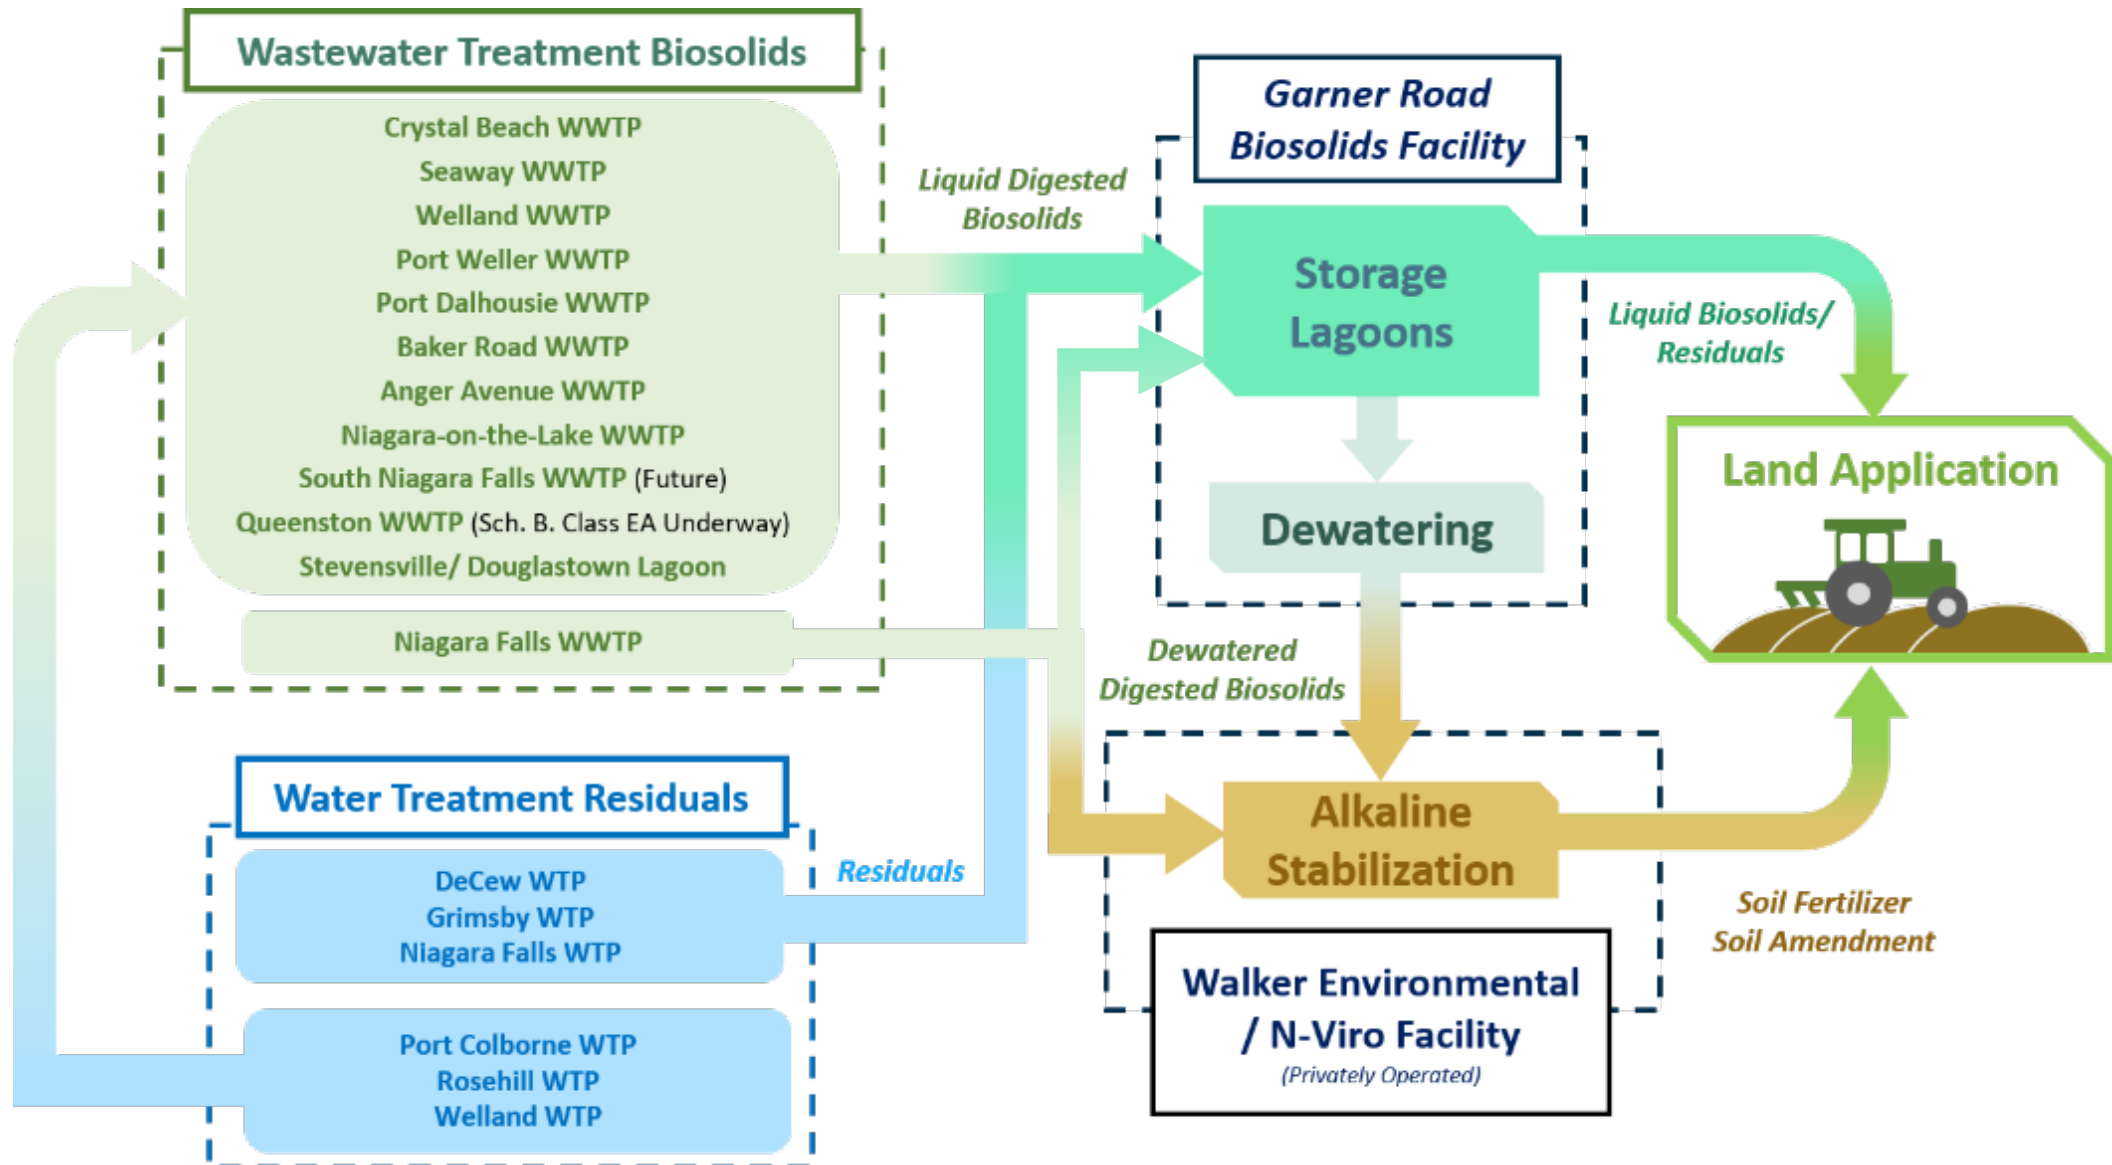 Wastewater Treatment Biosolids
Crystal Beach WWTP
Seaway WWTP
Welland WWTP
Port Weller WWTP
Port Dalhousie WWTP
Baker Road WWTP
Anger Avenue WWTP
Niagara-on-the-Lake WWTP
South Niagara Falls WWTP (Future)
Queenston WWTP (Sch. B. Class EA Underway)
Stevensville/ Douglastown Lagoon
Niagara Falls WWTP
Water Treatment Residuals
DeCew WTP
Grimsby WTP
Niagara Falls WTP
Port Colborne WTP
Rosehill WTP
Welland WTP
Liquid Digested
Biosolids
Residuals
Garner Road
Biosolids Facility
Storage
Lagoons
Dewatering
Dewatered
Digested Biosolids
Alkaline
Stabilization
Walker Environmental
/ N-Viro Facility
(Privately Operated)
Liquid Biosolids/
Residuals
Land Application
Soil Fertilizer
Soil Amendment